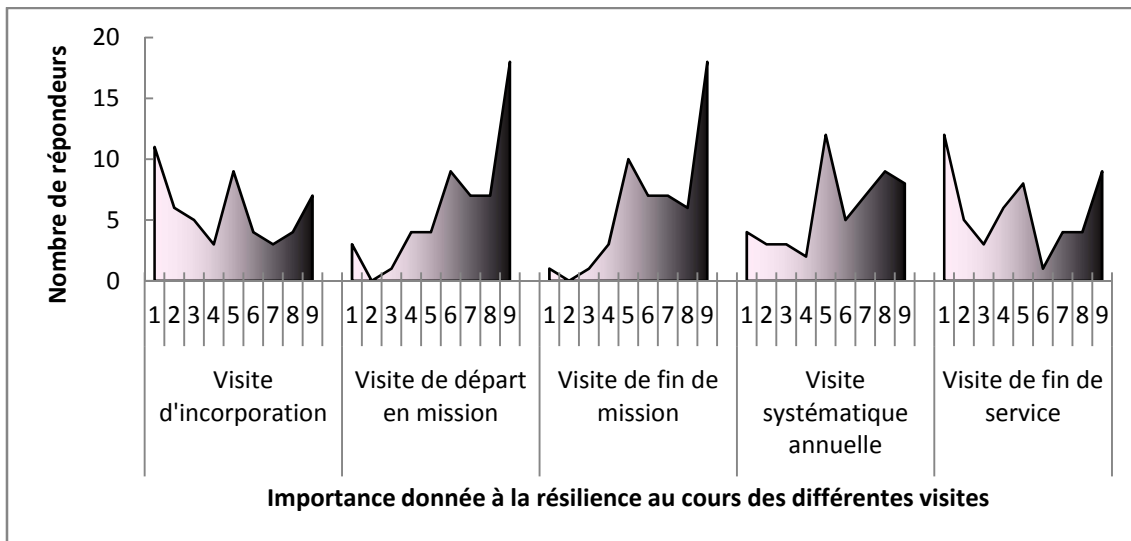 Nombre de répondeurs
20
15
10
5
0
1 2 3 4 5 6 7 8 9 1 2 3 4 5 6 7 8 9 1 2 3 4 5 6 7 8 9 1 2 3 4 5 6 7 8 9 1 2 3 4 5 6 7 8 9
Visite
d'incorporation
Visite de départ
en mission
Visite de fin de
mission
Visite
systématique
annuelle
Visite de fin de
service
Importance donnée à la résilience au cours des différentes visites